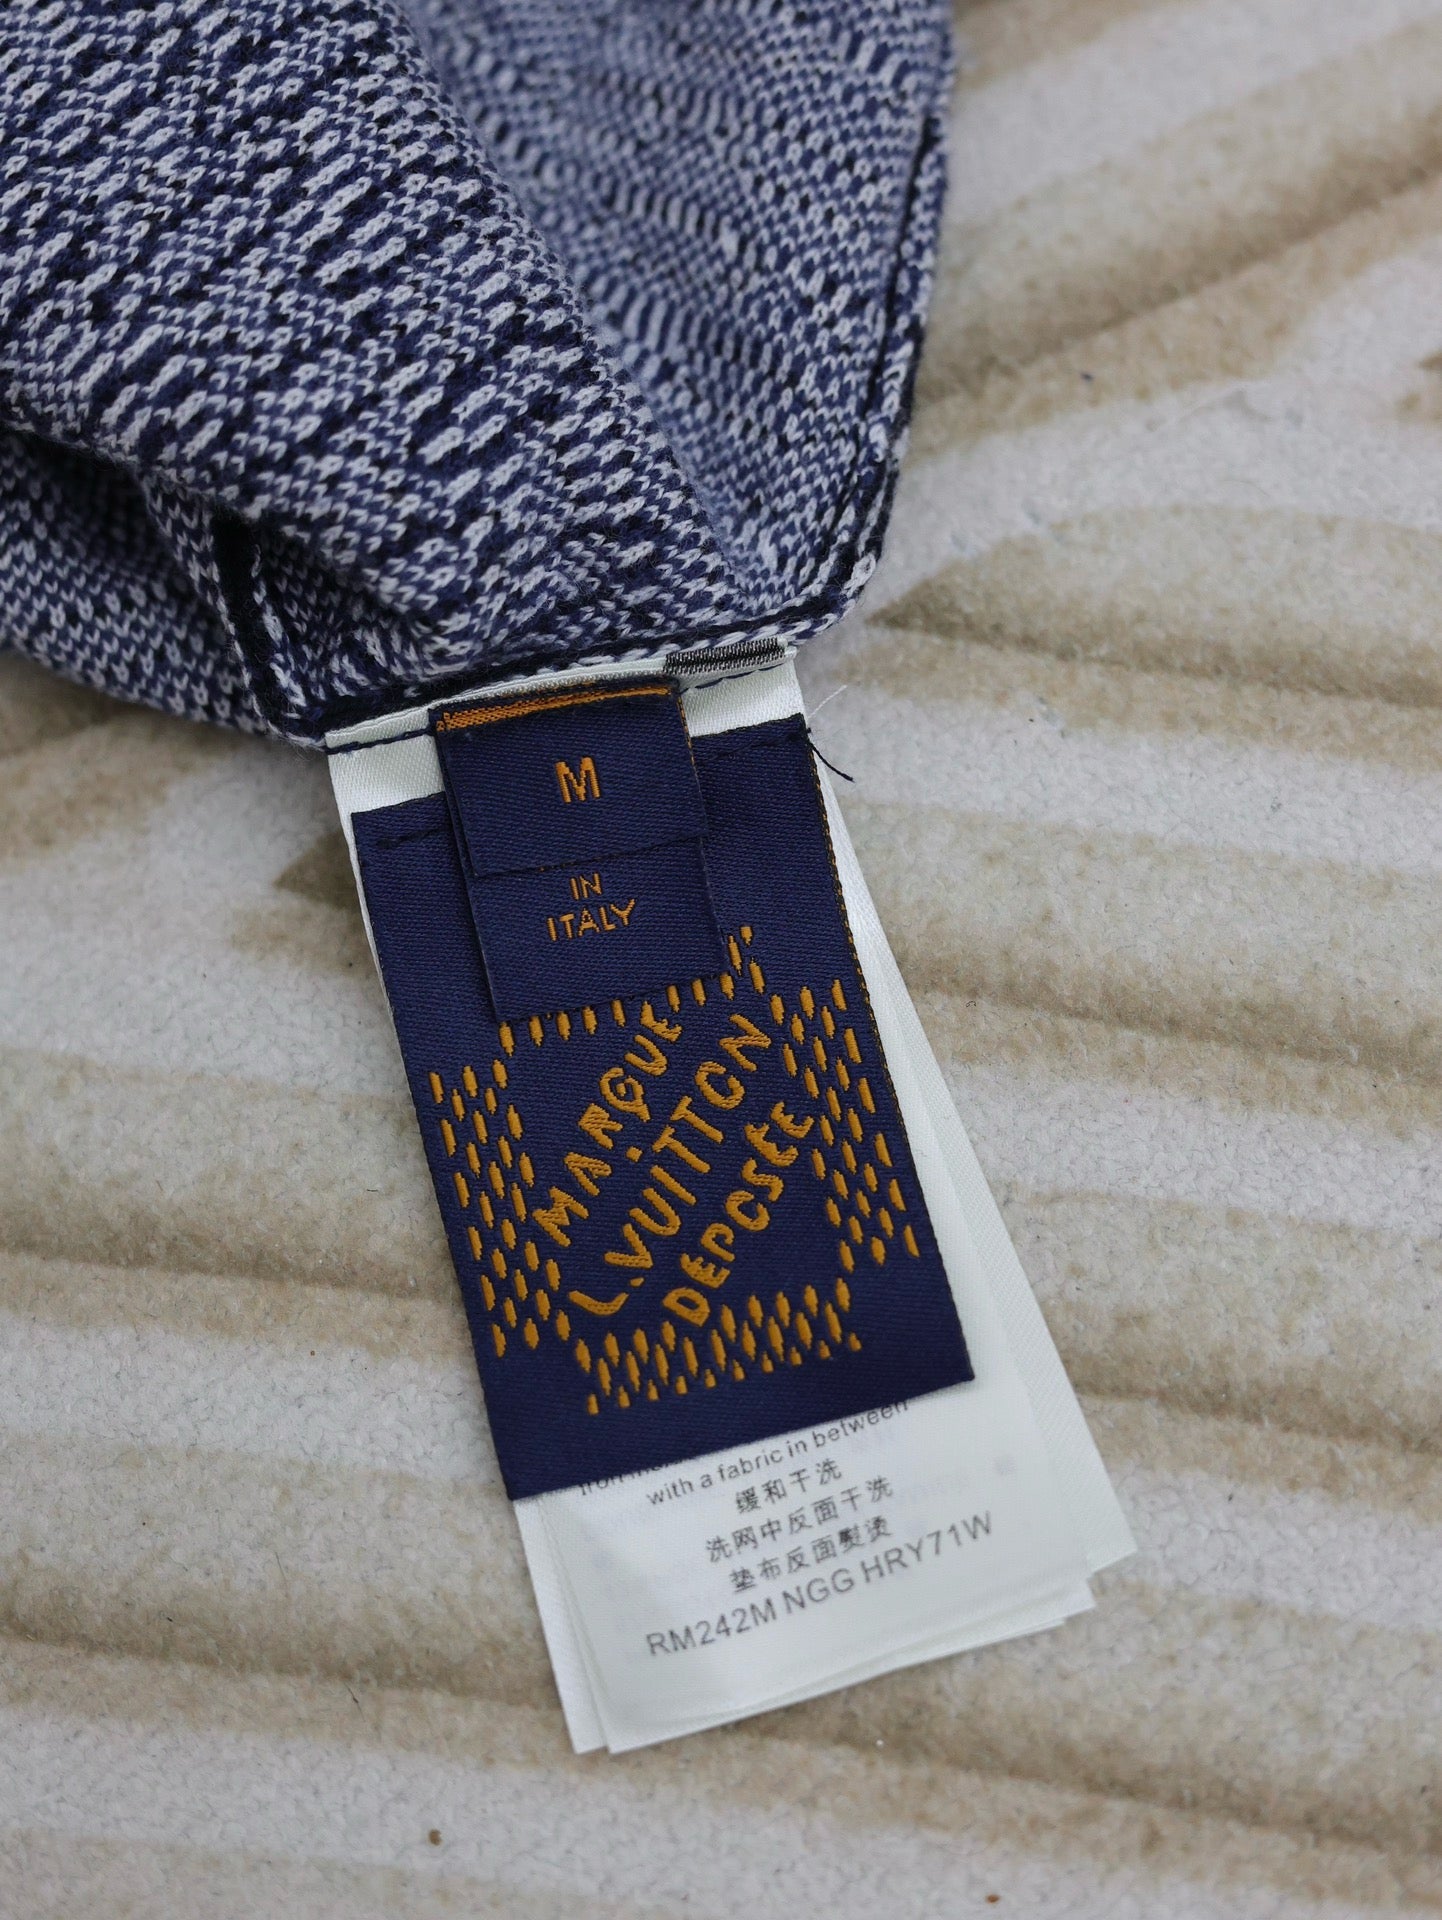 M
IN
ITALY
MARQUE
L.VUITTON
DEPOSÉE
with a fabric in between
缓和干洗
洗网中反面干洗
垫布反面熨烫
RM242M NGG HRY71W